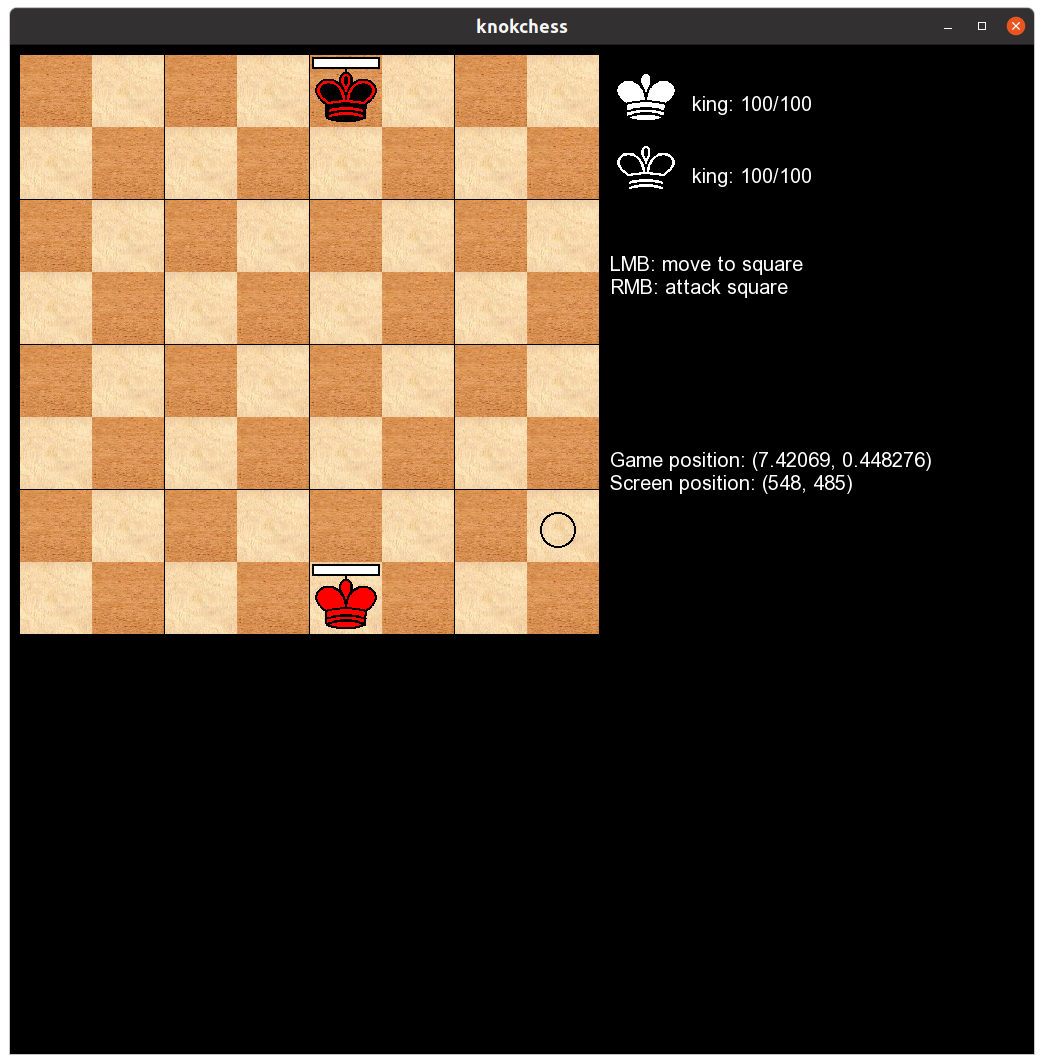 knokchess
king: 100/100
king: 100/100
LMB: move to square
RMB: attack square
Game position: (7.42069, 0.448276)
Screen position: (548, 485)